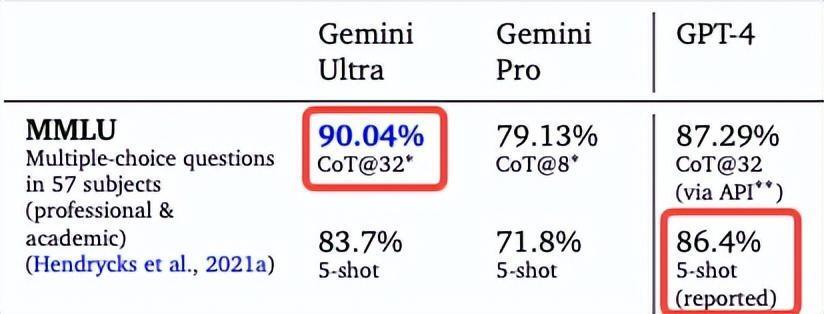 Gemini Ultra
Gemini Pro
GPT-4
MMLU
Multiple-choice questions
in 57 subjects
(professional &
academic)
(Hendrycks et al., 2021a)
90.04%
CoT@32*
79.13%
CoT@8*
87.29%
CoT@32
(via API**)
83.7%
5-shot
71.8%
5-shot
86.4%
5-shot
(reported)